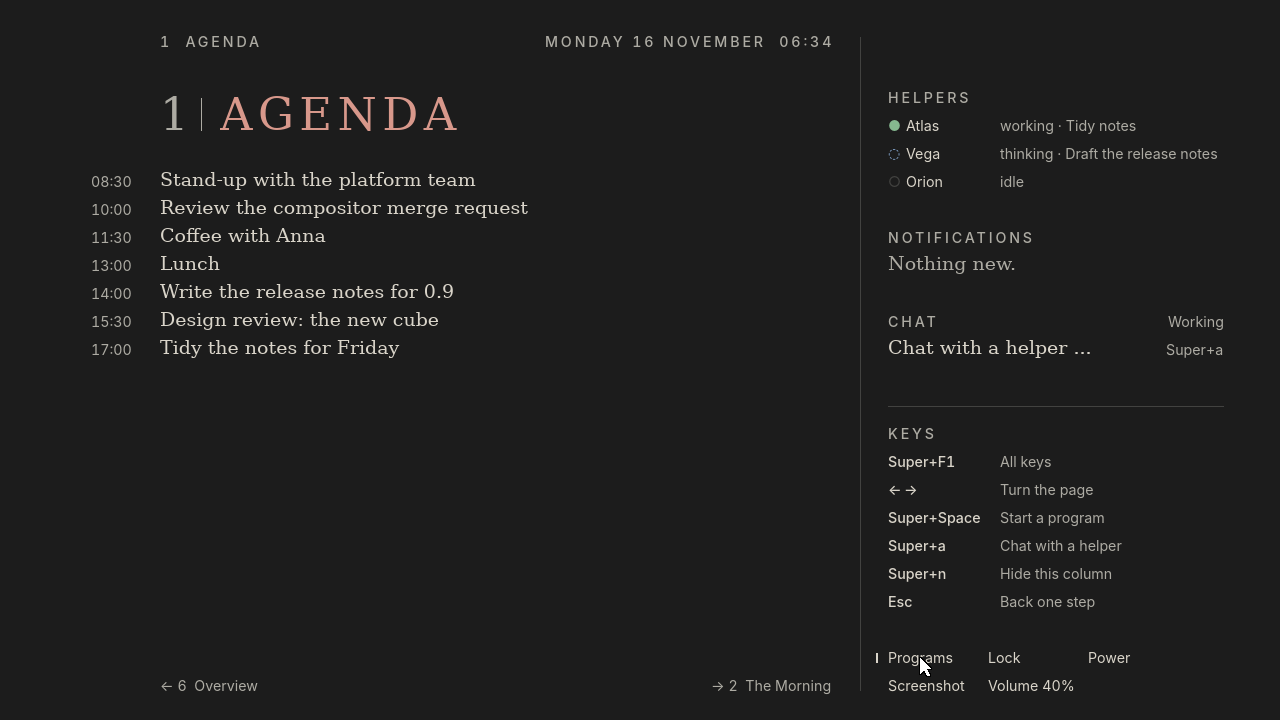 1 AGENDA
MONDAY 16 NOVEMBER 06:34
1 AGENDA
08:30 Stand-up with the platform team
10:00 Review the compositor merge request
11:30 Coffee with Anna
13:00 Lunch
14:00 Write the release notes for 0.9
15:30 Design review: the new cube
17:00 Tidy the notes for Friday
← 6 Overview
→ 2 The Morning
HELPERS
Atlas working · Tidy notes
Vega thinking · Draft the release notes
Orion idle
NOTIFICATIONS
Nothing new.
CHAT Working
Chat with a helper ... Super+a
KEYS
Super+F1 All keys
← → Turn the page
Super+Space Start a program
Super+a Chat with a helper
Super+n Hide this column
Esc Back one step
Programs Lock Power
Screenshot Volume 40%